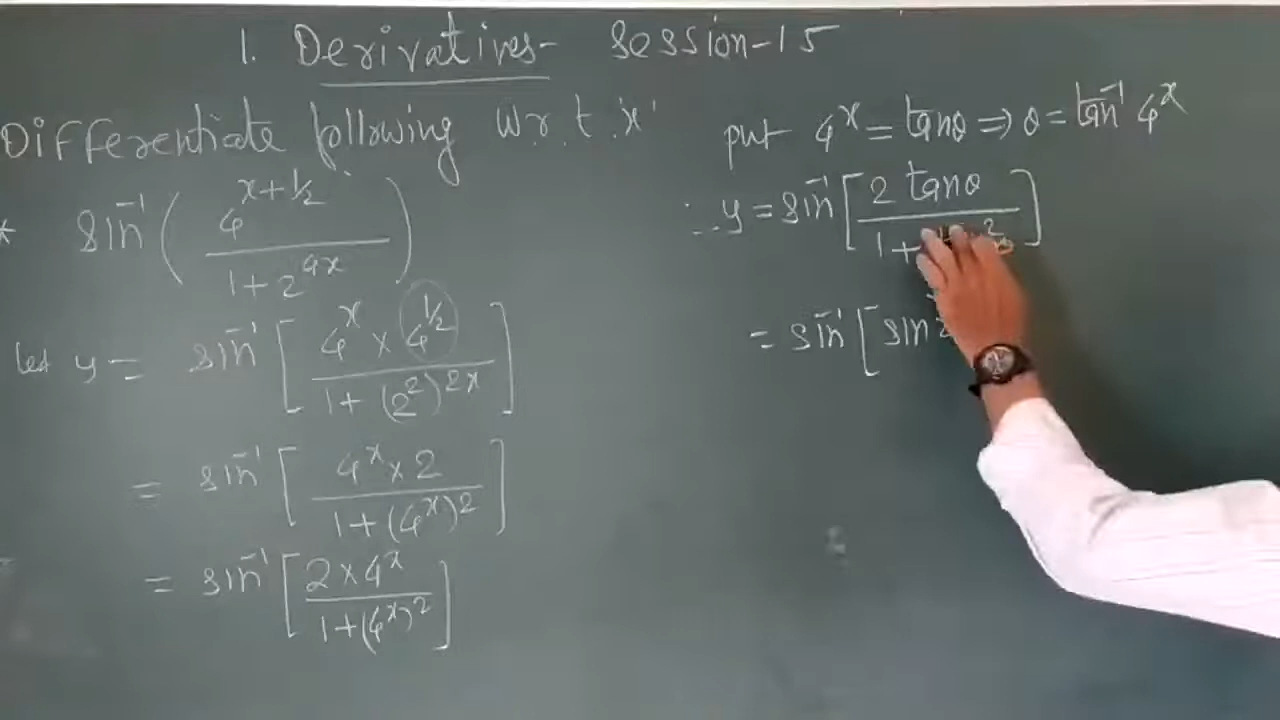 1. Derivatives- Session-15
Differentiate following w.r.t. 'x'
* sin⁻¹( 4^(x+1/2) / 1+2^(4x) )
let y = sin⁻¹[ 4^x × 4^(1/2) / 1+(2²)^(2x) ]
= sin⁻¹[ 4^x × 2 / 1+(4^x)² ]
= sin⁻¹[ 2×4^x / 1+(4^x)² ]
put 4^x = tanθ ⇒ θ = tan⁻¹ 4^x
∴ y = sin⁻¹[ 2 tanθ / 1+
= sin⁻¹[ sin